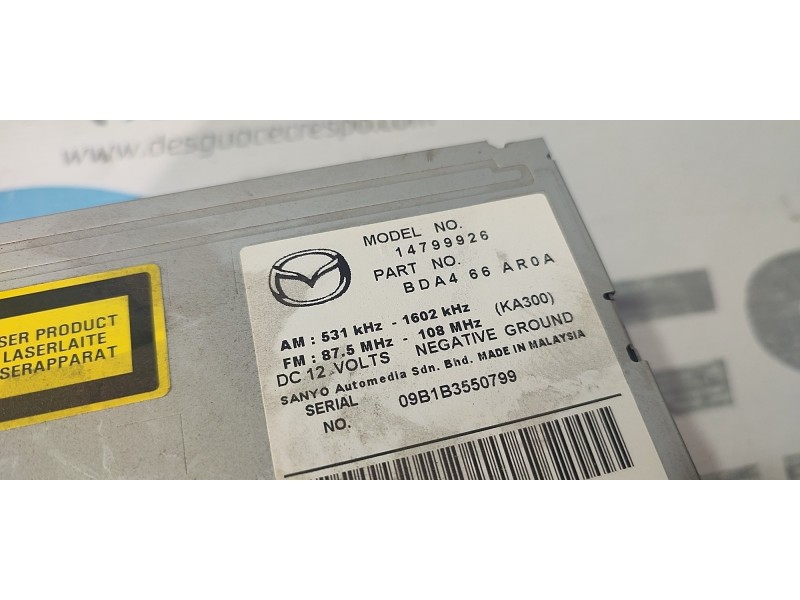 www.desguacecrespo.com
MODEL NO.
14799926
PART NO.
BDA4 66 AR0A
AM : 531 kHz - 1602 kHz (KA300)
FM : 87.5 MHz - 108 MHz
DC 12 VOLTS NEGATIVE GROUND
SANYO Automedia Sdn. Bhd. MADE IN MALAYSIA
SERIAL
NO. 09B1B3550799
SER PRODUCT
LASERLAITE
SERAPPARAT